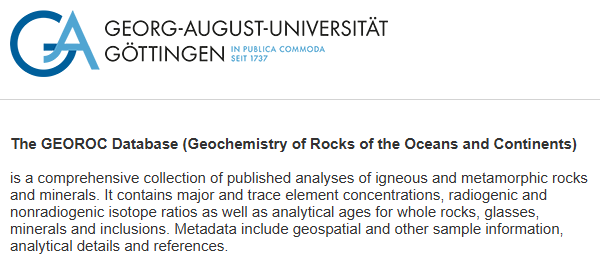 GEORG-AUGUST-UNIVERSITÄT
GÖTTINGEN IN PUBLICA COMMODA
SEIT 1737
The GEOROC Database (Geochemistry of Rocks of the Oceans and Continents)
is a comprehensive collection of published analyses of igneous and metamorphic rocks
and minerals. It contains major and trace element concentrations, radiogenic and
nonradiogenic isotope ratios as well as analytical ages for whole rocks, glasses,
minerals and inclusions. Metadata include geospatial and other sample information,
analytical details and references.